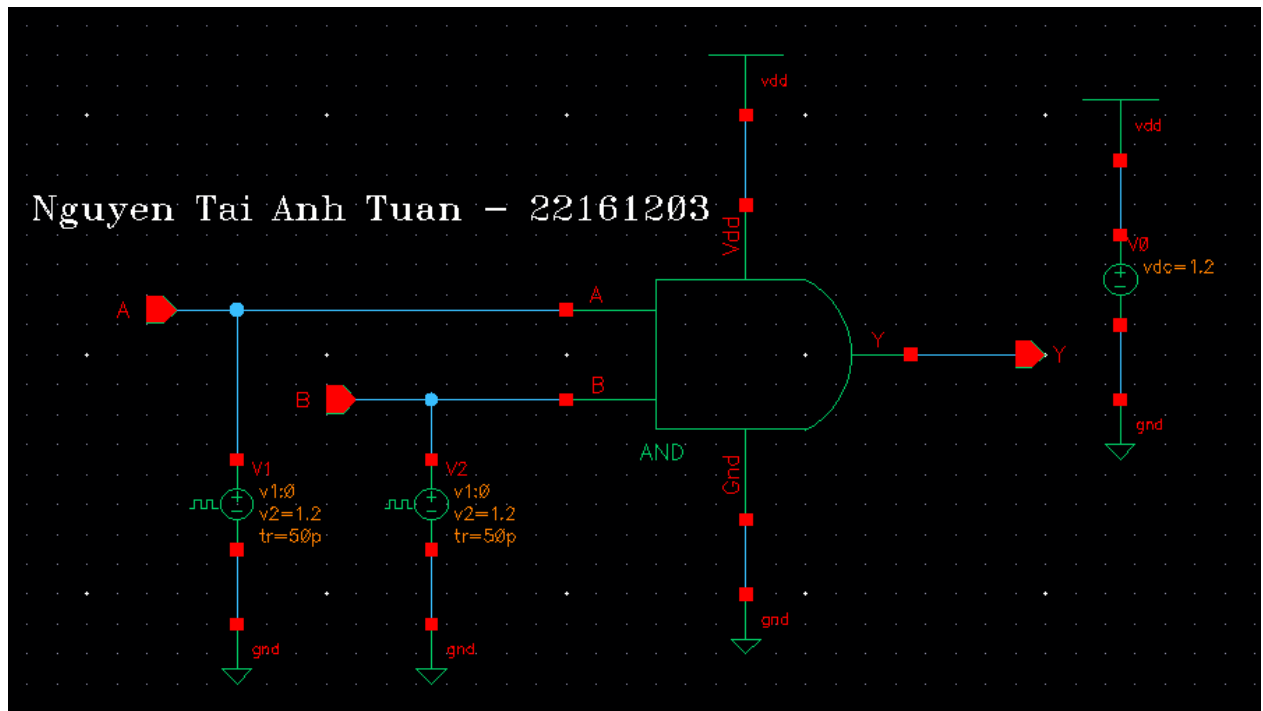 vdd
vdd
Nguyen Tai Anh Tuan - 22161203
Vdd
V0
vdc=1.2
A
A
Y
Y
B
B
gnd
AND
Gnd
V1
v1:0
v2=1.2
tr=50p
V2
v1:0
v2=1.2
tr=50p
gnd
gnd
gnd